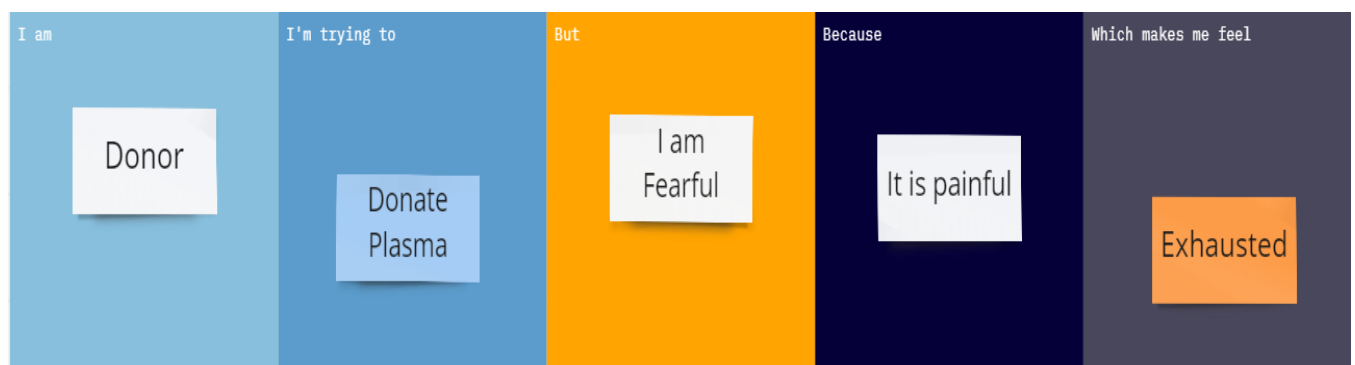 I am
Donor
I'm trying to
Donate
Plasma
But
I am
Fearful
Because
It is painful
Which makes me feel
Exhausted